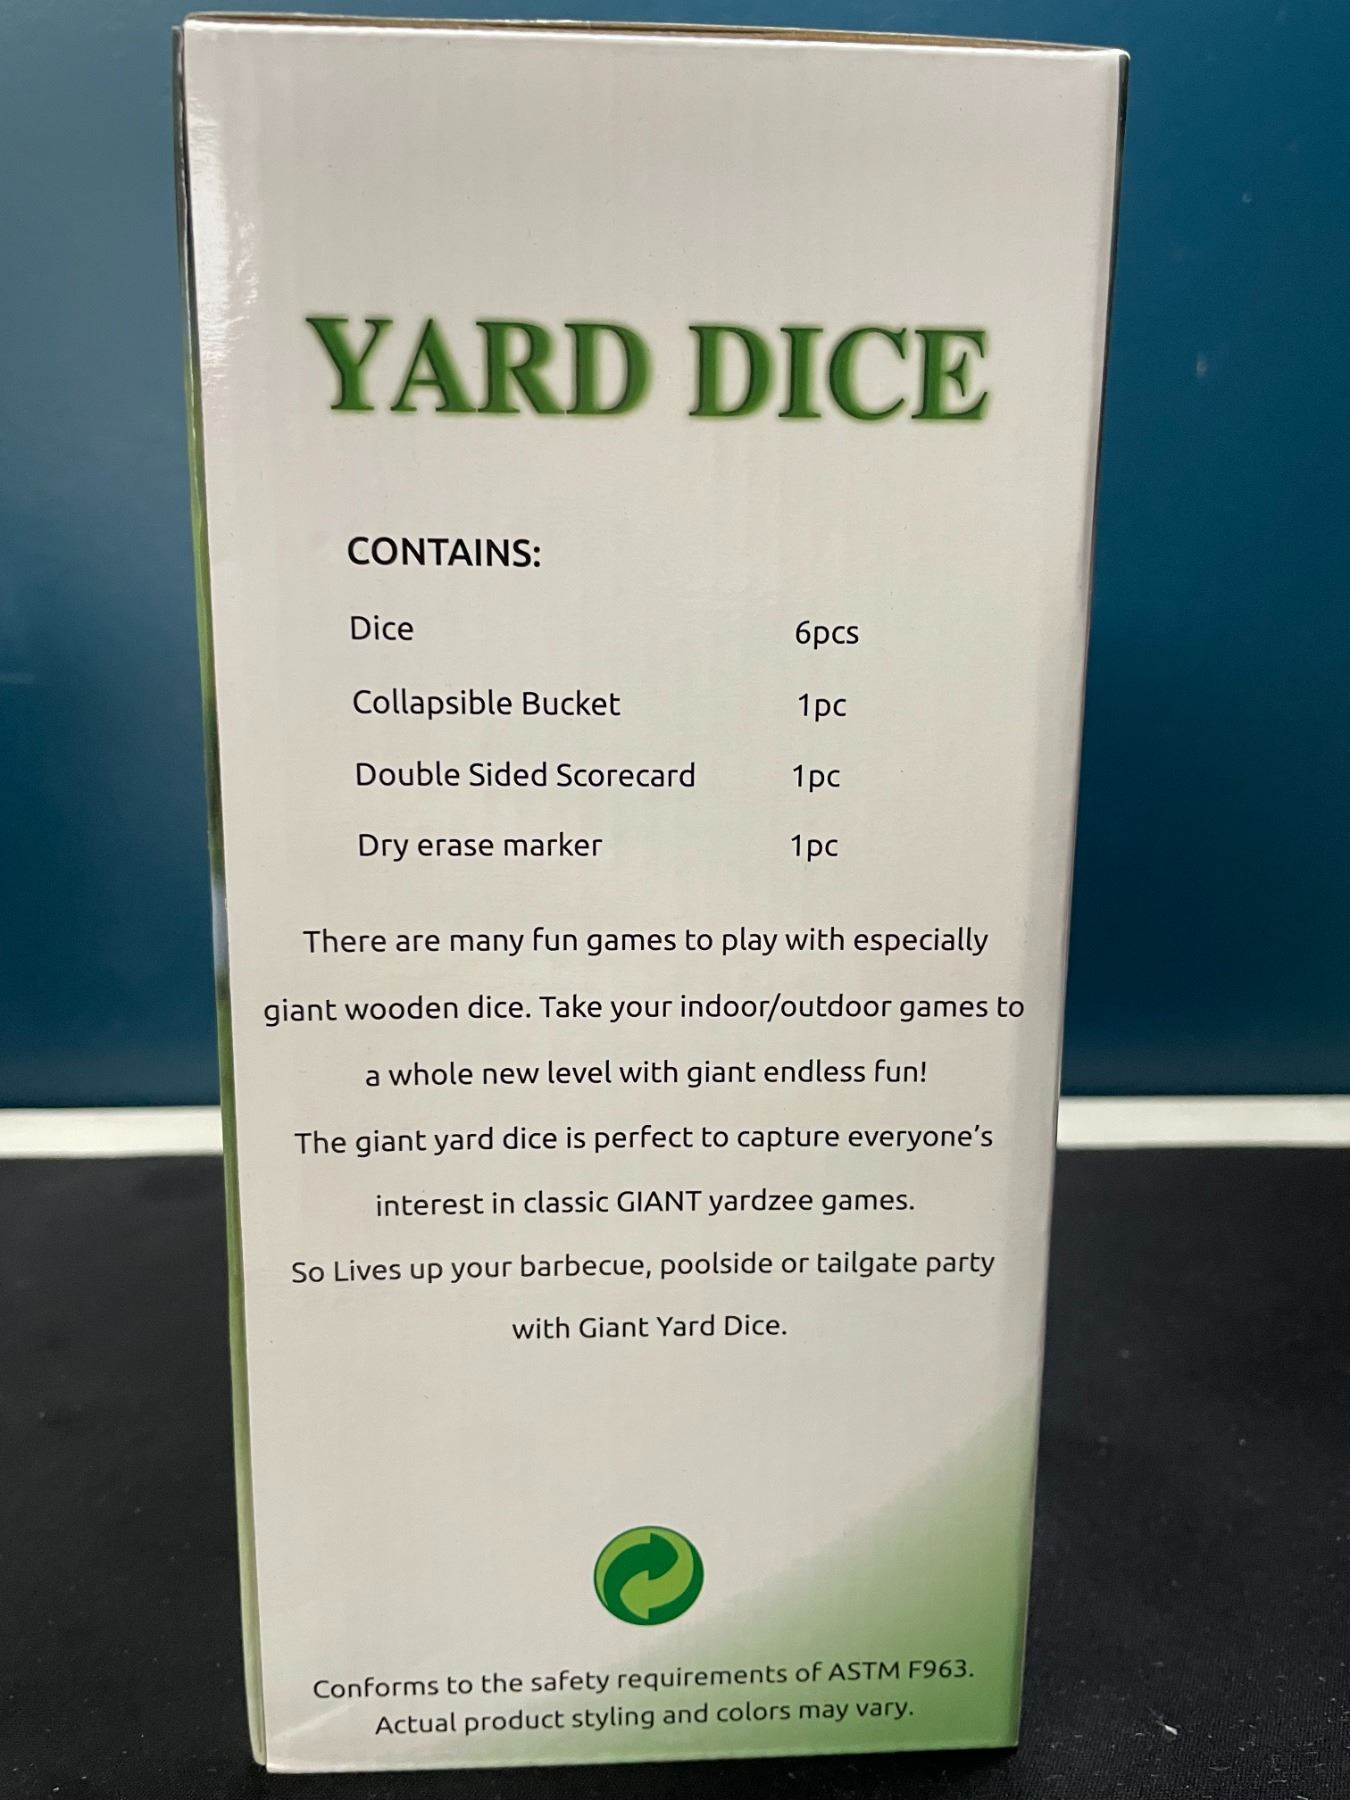 YARD DICE
CONTAINS:
Dice 6pcs
Collapsible Bucket 1pc
Double Sided Scorecard 1pc
Dry erase marker 1pc
There are many fun games to play with especially
giant wooden dice. Take your indoor/outdoor games to
a whole new level with giant endless fun!
The giant yard dice is perfect to capture everyone's
interest in classic GIANT yardzee games.
So Lives up your barbecue, poolside or tailgate party
with Giant Yard Dice.
Conforms to the safety requirements of ASTM F963.
Actual product styling and colors may vary.